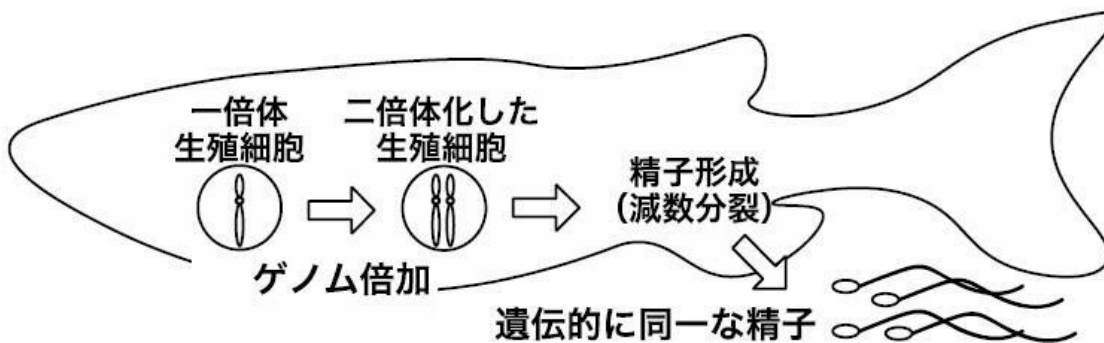 一倍体
生殖細胞
二倍体化した
生殖細胞
精子形成
(減数分裂)
ゲノム倍加
遺伝的に同一な精子